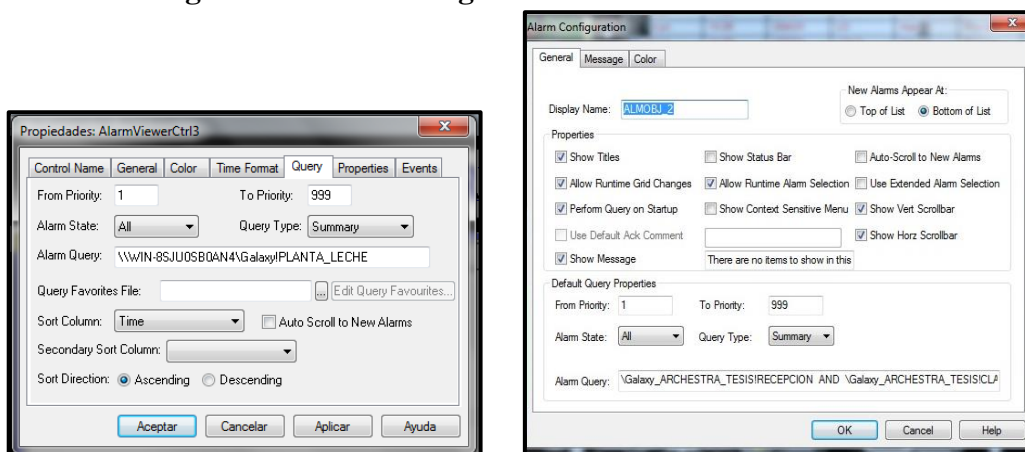 Propiedades: AlarmViewerCtrl3
Control Name General Color Time Format Query Properties Events
From Priority: 1 To Priority: 999
Alarm State: All Query Type: Summary
Alarm Query: \\WIN-8SJU0SB0AN4\Galaxy!PLANTA_LECHE
Query Favorites File: ... Edit Query Favourites...
Sort Column: Time Auto Scroll to New Alarms
Secondary Sort Column:
Sort Direction: Ascending Descending
Aceptar Cancelar Aplicar Ayuda
Alarm Configuration
General Message Color
New Alarms Appear At:
Display Name: ALMOBJ_2 Top of List Bottom of List
Properties
Show Titles Show Status Bar Auto-Scroll to New Alarms
Allow Runtime Grid Changes Allow Runtime Alarm Selection Use Extended Alarm Selection
Perform Query on Startup Show Context Sensitive Menu Show Vert Scrollbar
Use Default Ack Comment Show Horz Scrollbar
Show Message There are no items to show in this
Default Query Properties
From Priority: 1 To Priority: 999
Alarm State: All Query Type: Summary
Alarm Query: \Galaxy_ARCHESTRA_TESIS!RECEPCION AND \Galaxy_ARCHESTRA_TESIS!CLA
OK Cancel Help